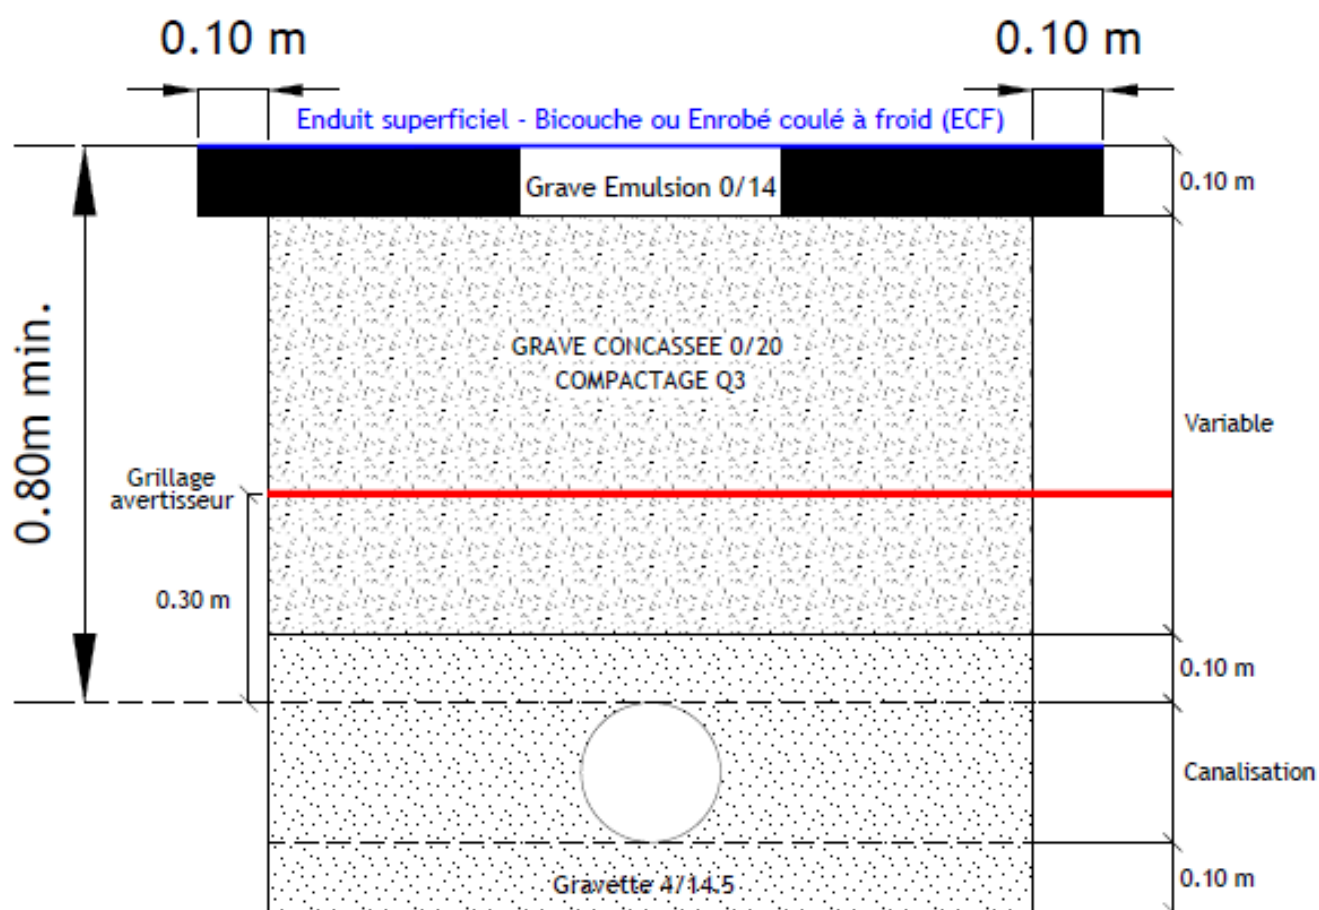 0.10 m
0.10 m
Enduit superficiel - Bicouche ou Enrobé coulé à froid (ECF)
Grave Emulsion 0/14
0.10 m
GRAVE CONCASSEE 0/20
COMPACTAGE Q3
0.80m min.
Variable
Grillage
avertisseur
0.30 m
0.10 m
Canalisation
Gravette 4/14.5
0.10 m